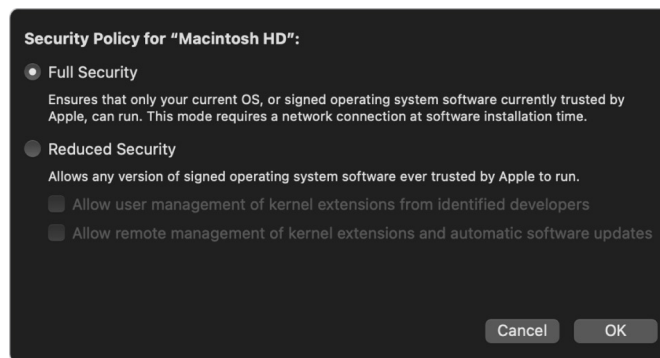 Security Policy for “Macintosh HD”:
Full Security
Ensures that only your current OS, or signed operating system software currently trusted by
Apple, can run. This mode requires a network connection at software installation time.
Reduced Security
Allows any version of signed operating system software ever trusted by Apple to run.
Allow user management of kernel extensions from identified developers
Allow remote management of kernel extensions and automatic software updates
Cancel OK